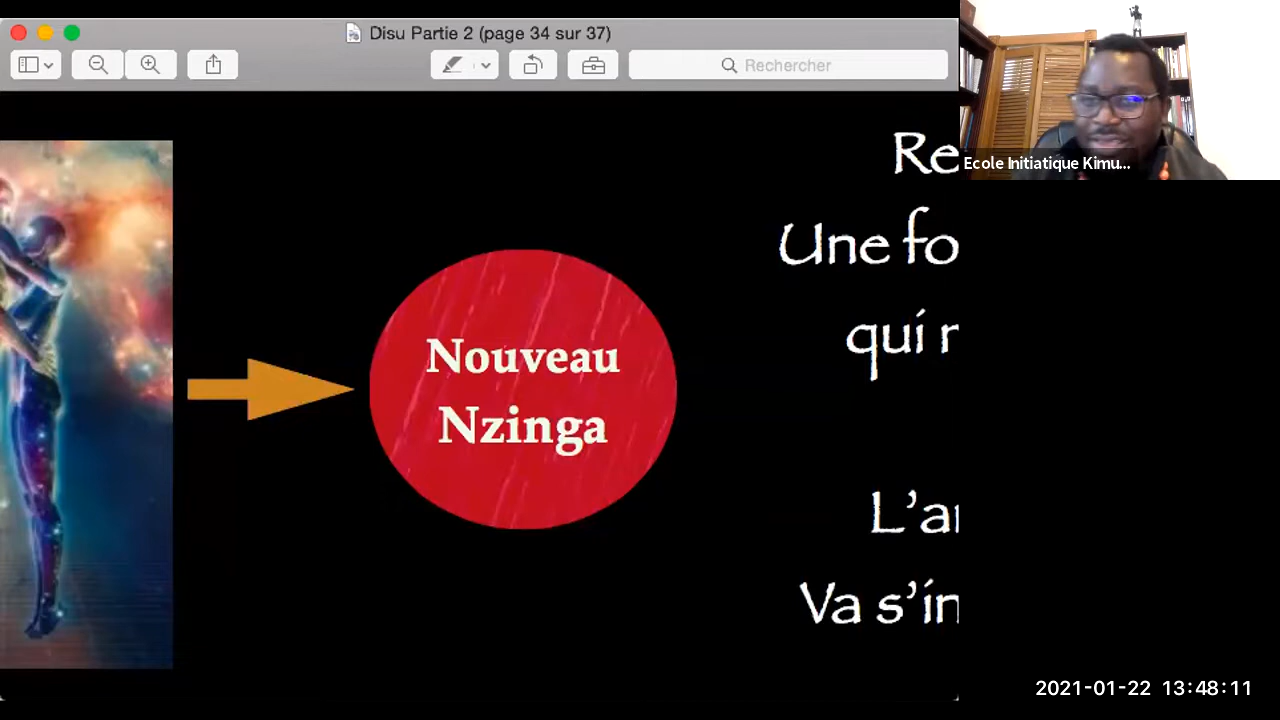 Disu Partie 2 (page 34 sur 37)
Rechercher
Ecole Initiatique Kimu...
Re
Une fo
qui r
Nouveau
Nzinga
L'ar
Va s'in
2021-01-22 13:48:11